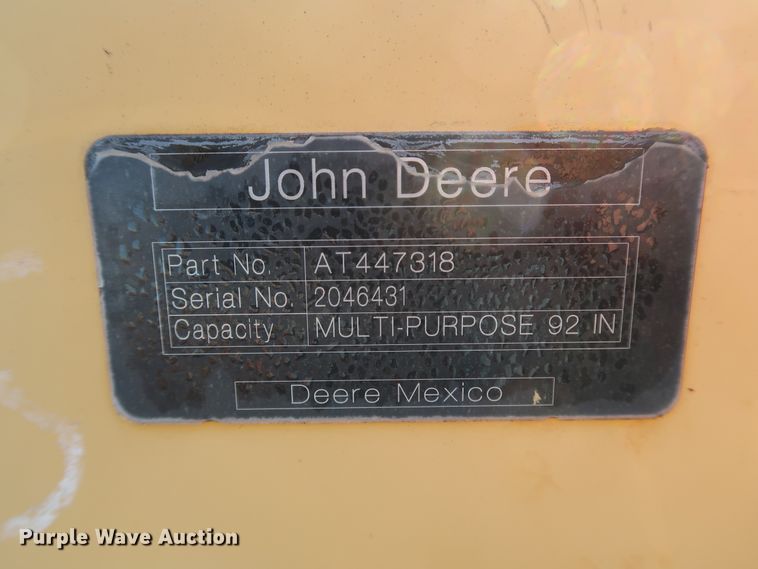 John Deere
Part No. AT447318
Serial No. 2046431
Capacity MULTI-PURPOSE 92 IN
Deere Mexico
Purple Wave Auction